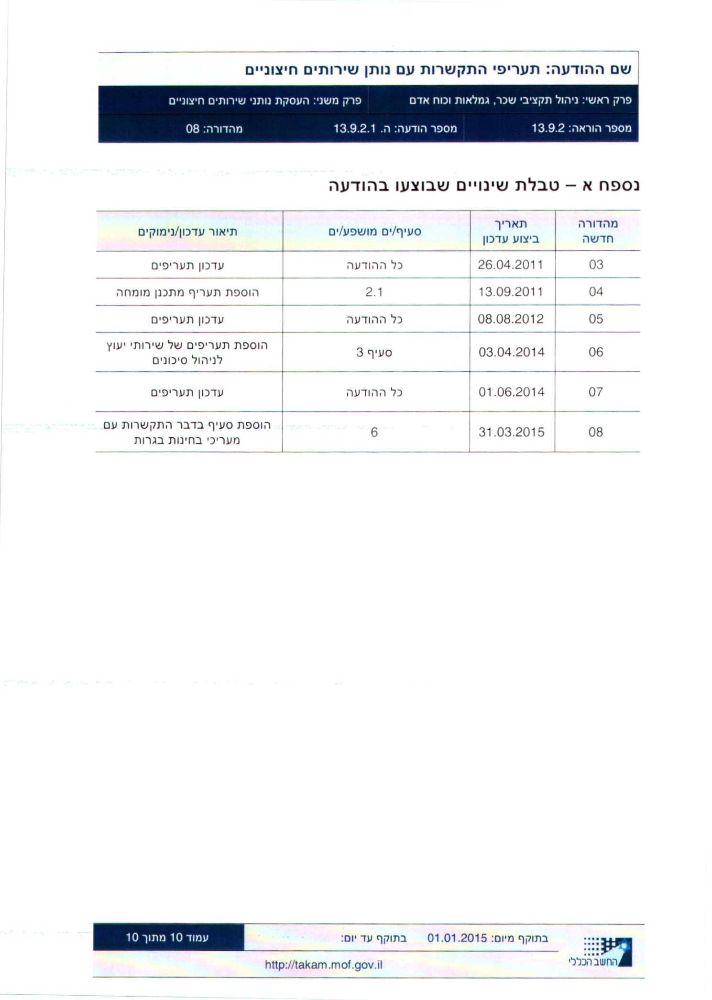 שם ההודעה: תעריפי התקשרות עם נותן שירותים חיצוניים
פרק ראשי: ניהול תקציבי שכר, גמלאות וכוח אדם פרק משני: העסקת נותני שירותים חיצוניים
מספר הוראה: 13.9.2 מספר הודעה: ה. 13.9.2.1 מהדורה: 08
נספח א – טבלת שינויים שבוצעו בהודעה
מהדורה חדשה תאריך ביצוע עדכון סעיף/ים מושפע/ים תיאור עדכון/נימוקים
03 26.04.2011 כל ההודעה עדכון תעריפים
04 13.09.2011 2.1 הוספת תעריף מתכנן מומחה
05 08.08.2012 כל ההודעה עדכון תעריפים
06 03.04.2014 סעיף 3 הוספת תעריפים של שירותי יעוץ
לניהול סיכונים
07 01.06.2014 כל ההודעה עדכון תעריפים
08 31.03.2015 6 הוספת סעיף בדבר התקשרות עם
מעריכי בחינות בגרות
בתוקף מיום: 01.01.2015 בתוקף עד יום: עמוד 10 מתוך 10
החשב הכללי
http://takam.mof.gov.il